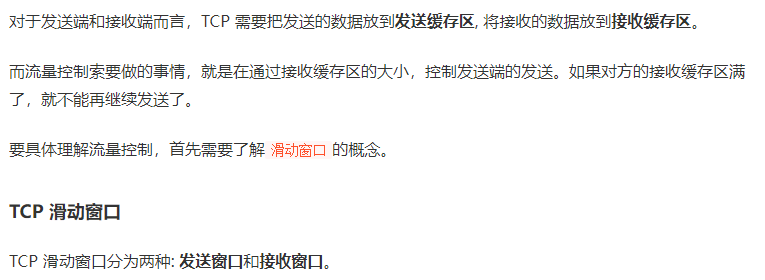 对于发送端和接收端而言，TCP 需要把发送的数据放到发送缓存区, 将接收的数据放到接收缓存区。
而流量控制索要做的事情，就是在通过接收缓存区的大小，控制发送端的发送。如果对方的接收缓存区满
了，就不能再继续发送了。
要具体理解流量控制，首先需要了解 滑动窗口 的概念。
TCP 滑动窗口
TCP 滑动窗口分为两种: 发送窗口和接收窗口。